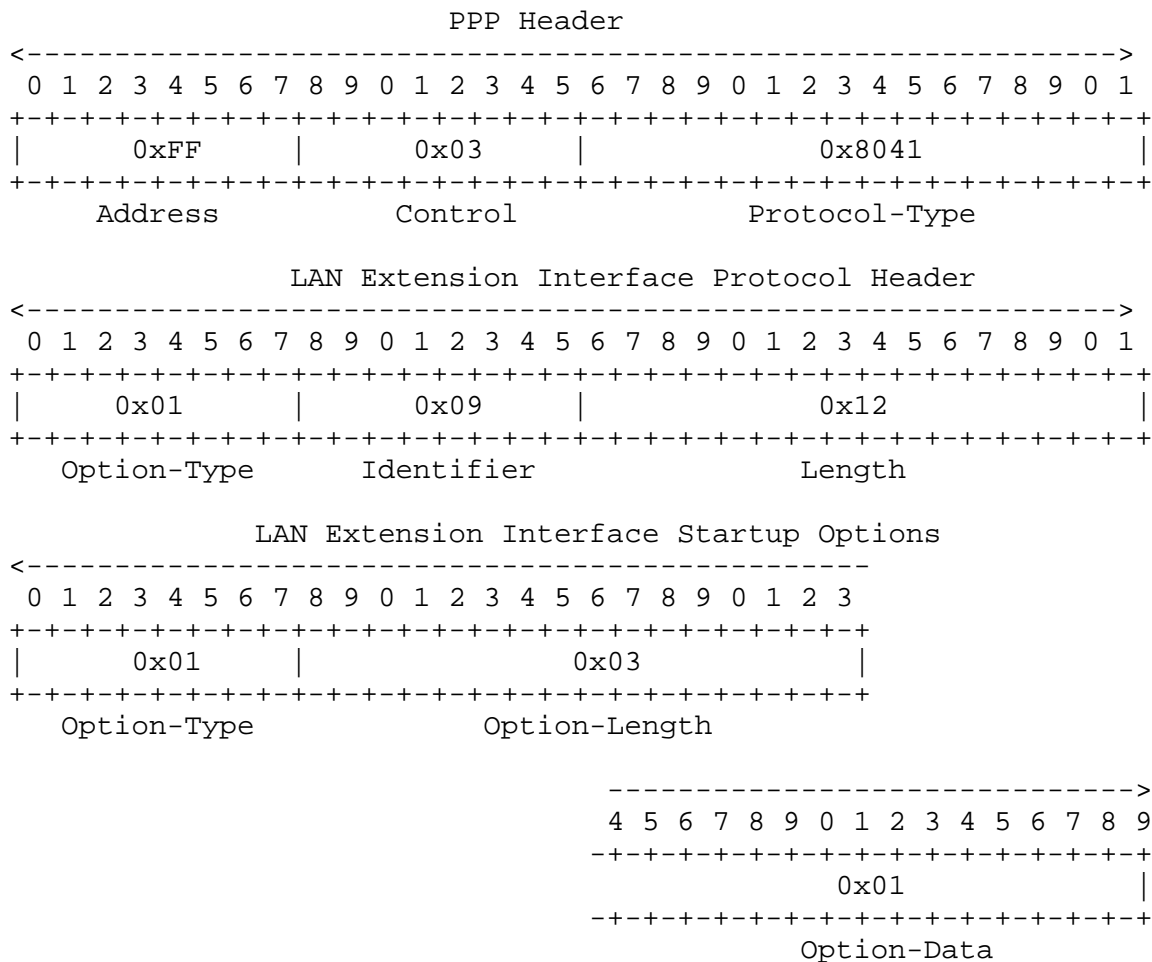 PPP Header
<-------------------------------------------------------------->
 0 1 2 3 4 5 6 7 8 9 0 1 2 3 4 5 6 7 8 9 0 1 2 3 4 5 6 7 8 9 0 1
+-+-+-+-+-+-+-+-+-+-+-+-+-+-+-+-+-+-+-+-+-+-+-+-+-+-+-+-+-+-+-+-+
|      0xFF     |      0x03     |             0x8041            |
+-+-+-+-+-+-+-+-+-+-+-+-+-+-+-+-+-+-+-+-+-+-+-+-+-+-+-+-+-+-+-+-+
     Address          Control             Protocol-Type
                LAN Extension Interface Protocol Header
<-------------------------------------------------------------->
 0 1 2 3 4 5 6 7 8 9 0 1 2 3 4 5 6 7 8 9 0 1 2 3 4 5 6 7 8 9 0 1
+-+-+-+-+-+-+-+-+-+-+-+-+-+-+-+-+-+-+-+-+-+-+-+-+-+-+-+-+-+-+-+-+
|     0x01      |      0x09     |             0x12              |
+-+-+-+-+-+-+-+-+-+-+-+-+-+-+-+-+-+-+-+-+-+-+-+-+-+-+-+-+-+-+-+-+
   Option-Type      Identifier               Length
              LAN Extension Interface Startup Options
<------------------------------------------------
 0 1 2 3 4 5 6 7 8 9 0 1 2 3 4 5 6 7 8 9 0 1 2 3
+-+-+-+-+-+-+-+-+-+-+-+-+-+-+-+-+-+-+-+-+-+-+-+-+
|      0x01     |               0x03            |
+-+-+-+-+-+-+-+-+-+-+-+-+-+-+-+-+-+-+-+-+-+-+-+-+
   Option-Type             Option-Length
                                  ------------------------------>
                                  4 5 6 7 8 9 0 1 2 3 4 5 6 7 8 9
                                 -+-+-+-+-+-+-+-+-+-+-+-+-+-+-+-+
                                               0x01             |
                                 -+-+-+-+-+-+-+-+-+-+-+-+-+-+-+-+
                                             Option-Data